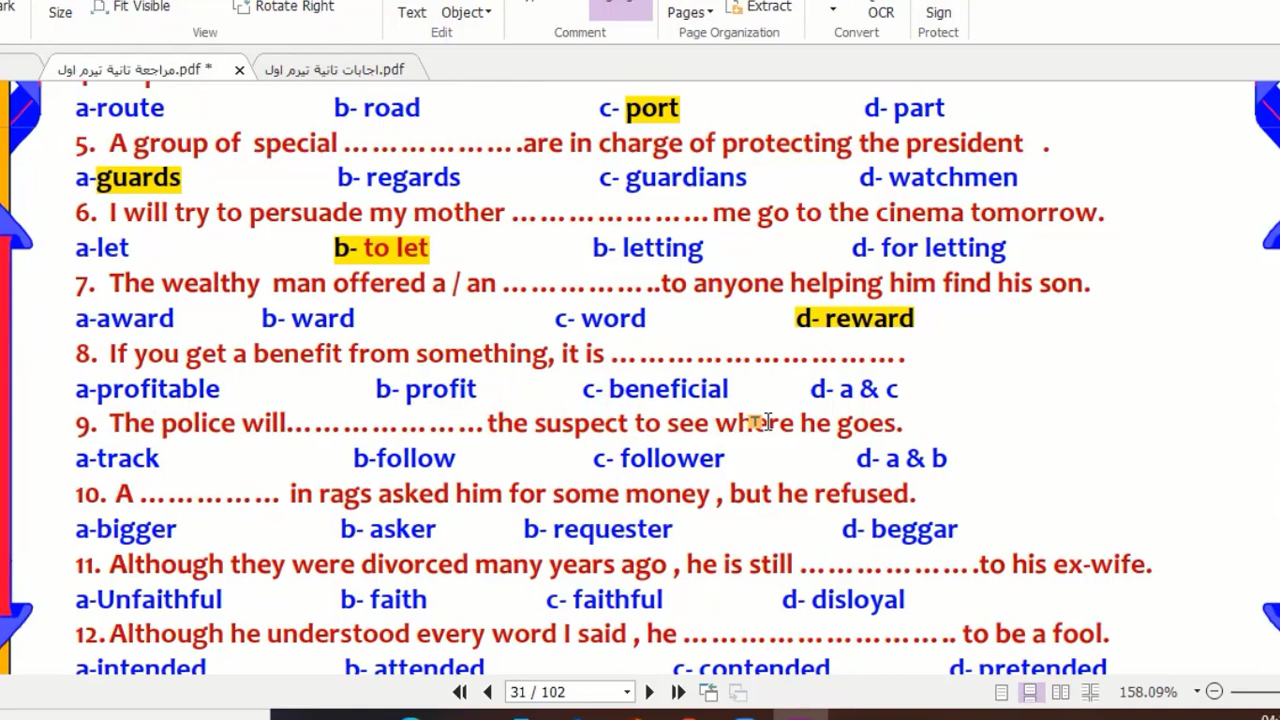 Size Fit Visible Rotate Right
Text Object Pages Extract OCR Sign
View Edit Comment Page Organization Convert Protect
مراجعة تانية تيرم اول.pdf * اجابات تانية تيرم اول.pdf
a-route b- road c- port d- part
5. A group of special ……………….are in charge of protecting the president .
a-guards b- regards c- guardians d- watchmen
6. I will try to persuade my mother ………………… me go to the cinema tomorrow.
a-let b- to let b- letting d- for letting
7. The wealthy man offered a / an ……………..to anyone helping him find his son.
a-award b- ward c- word d- reward
8. If you get a benefit from something, it is ………………………….
a-profitable b- profit c- beneficial d- a & c
9. The police will………………… the suspect to see where he goes.
a-track b-follow c- follower d- a & b
10. A …………… in rags asked him for some money , but he refused.
a-bigger b- asker b- requester d- beggar
11. Although they were divorced many years ago , he is still ……………….to his ex-wife.
a-Unfaithful b- faith c- faithful d- disloyal
12. Although he understood every word I said , he ……………………….. to be a fool.
a-intended b- attended c- contended d- pretended
31 / 102 158.09%